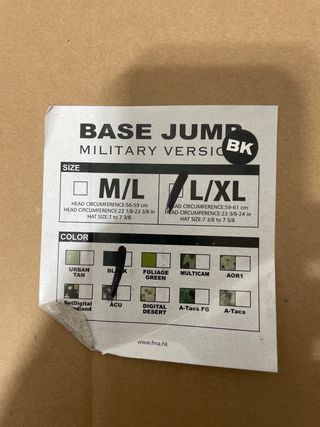 BASE JUMP
MILITARY VERSIO
BK
SIZE
M/L
HEAD CIRCUMFERENCE:56-59 cm
HEAD CIRCUMFERENCE:22 1/8-23 3/8 in
HAT SIZE:7 to 7 3/8
L/XL
HEAD CIRCUMFERENCE:59-61 cm
HEAD CIRCUMFERENCE:23 3/8-24 in
HAT SIZE:7 3/8 to 7 5/8
COLOR
URBAN TAN
BLACK
FOLIAGE GREEN
MULTICAM
AOR1
NetDigital
odland
ACU
DIGITAL DESERT
A-Tacs FG
A-Tacs
www.fma.hk